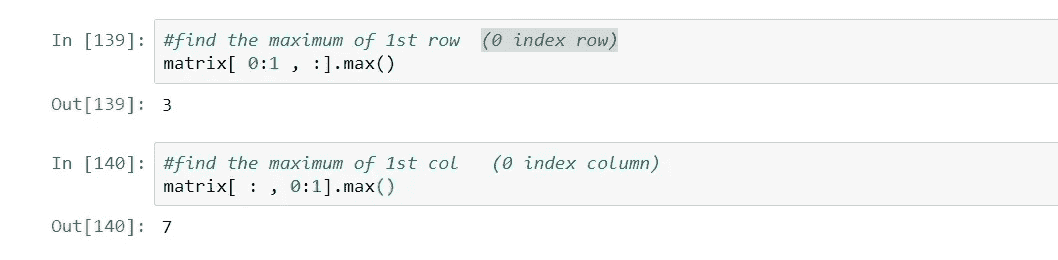 In [139]: #find the maximum of 1st row (0 index row)
matrix[ 0:1 , :].max()
Out[139]: 3
In [140]: #find the maximum of 1st col (0 index column)
matrix[ : , 0:1].max()
Out[140]: 7